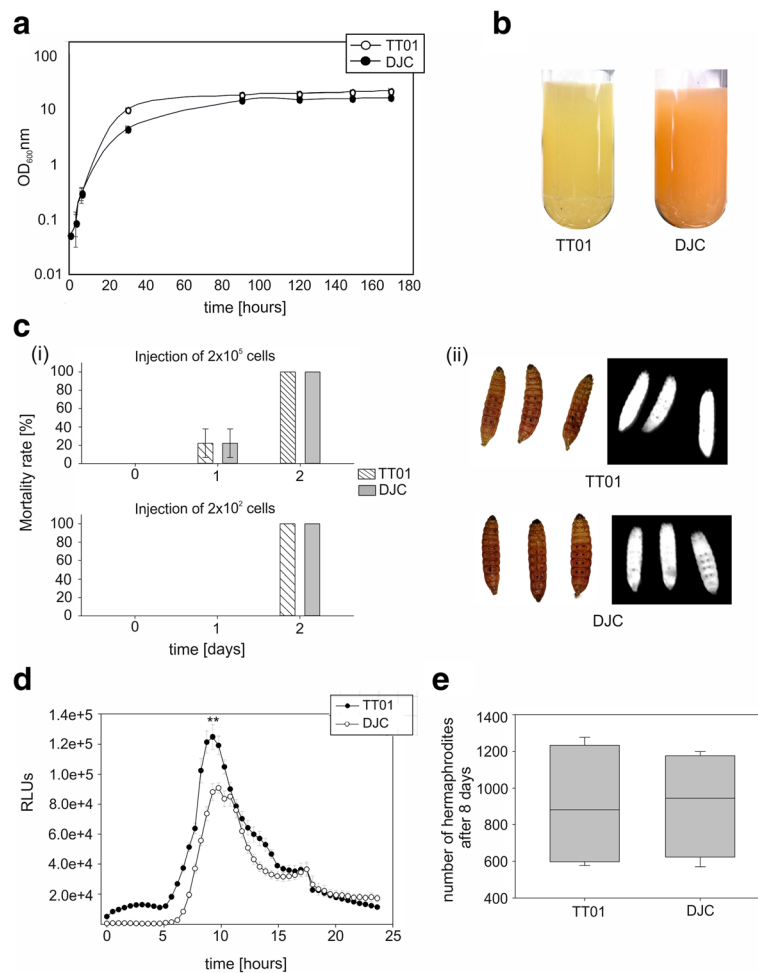 a
TT01
DJC
100
10
1
0.1
0.01
OD600nm
0 20 40 60 80 100 120 140 160 180
time [hours]
b
TT01 DJC
c
(i)
Injection of 2x10⁵ cells
100
80
60
40
20
0
0 1 2
Mortality rate [%]
TT01
DJC
Injection of 2x10² cells
100
80
60
40
20
0
0 1 2
time [days]
(ii)
TT01
DJC
d
TT01
DJC
1.4e+5
1.2e+5
1.0e+5
8.0e+4
6.0e+4
4.0e+4
2.0e+4
RLUs
**
0 5 10 15 20 25
time [hours]
e
number of hermaphrodites
after 8 days
1400
1200
1000
800
600
400
TT01 DJC